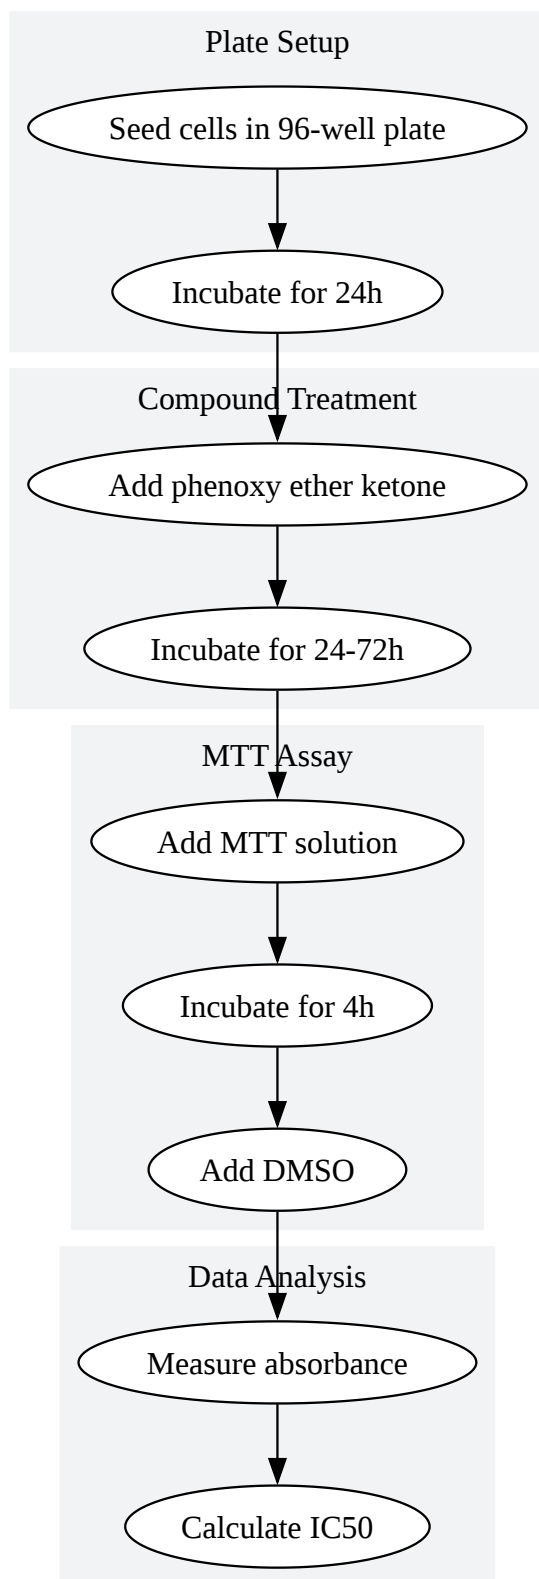 Plate Setup
Seed cells in 96-well plate
Incubate for 24h
Compound Treatment
Add phenoxy ether ketone
Incubate for 24-72h
MTT Assay
Add MTT solution
Incubate for 4h
Add DMSO
Data Analysis
Measure absorbance
Calculate IC50